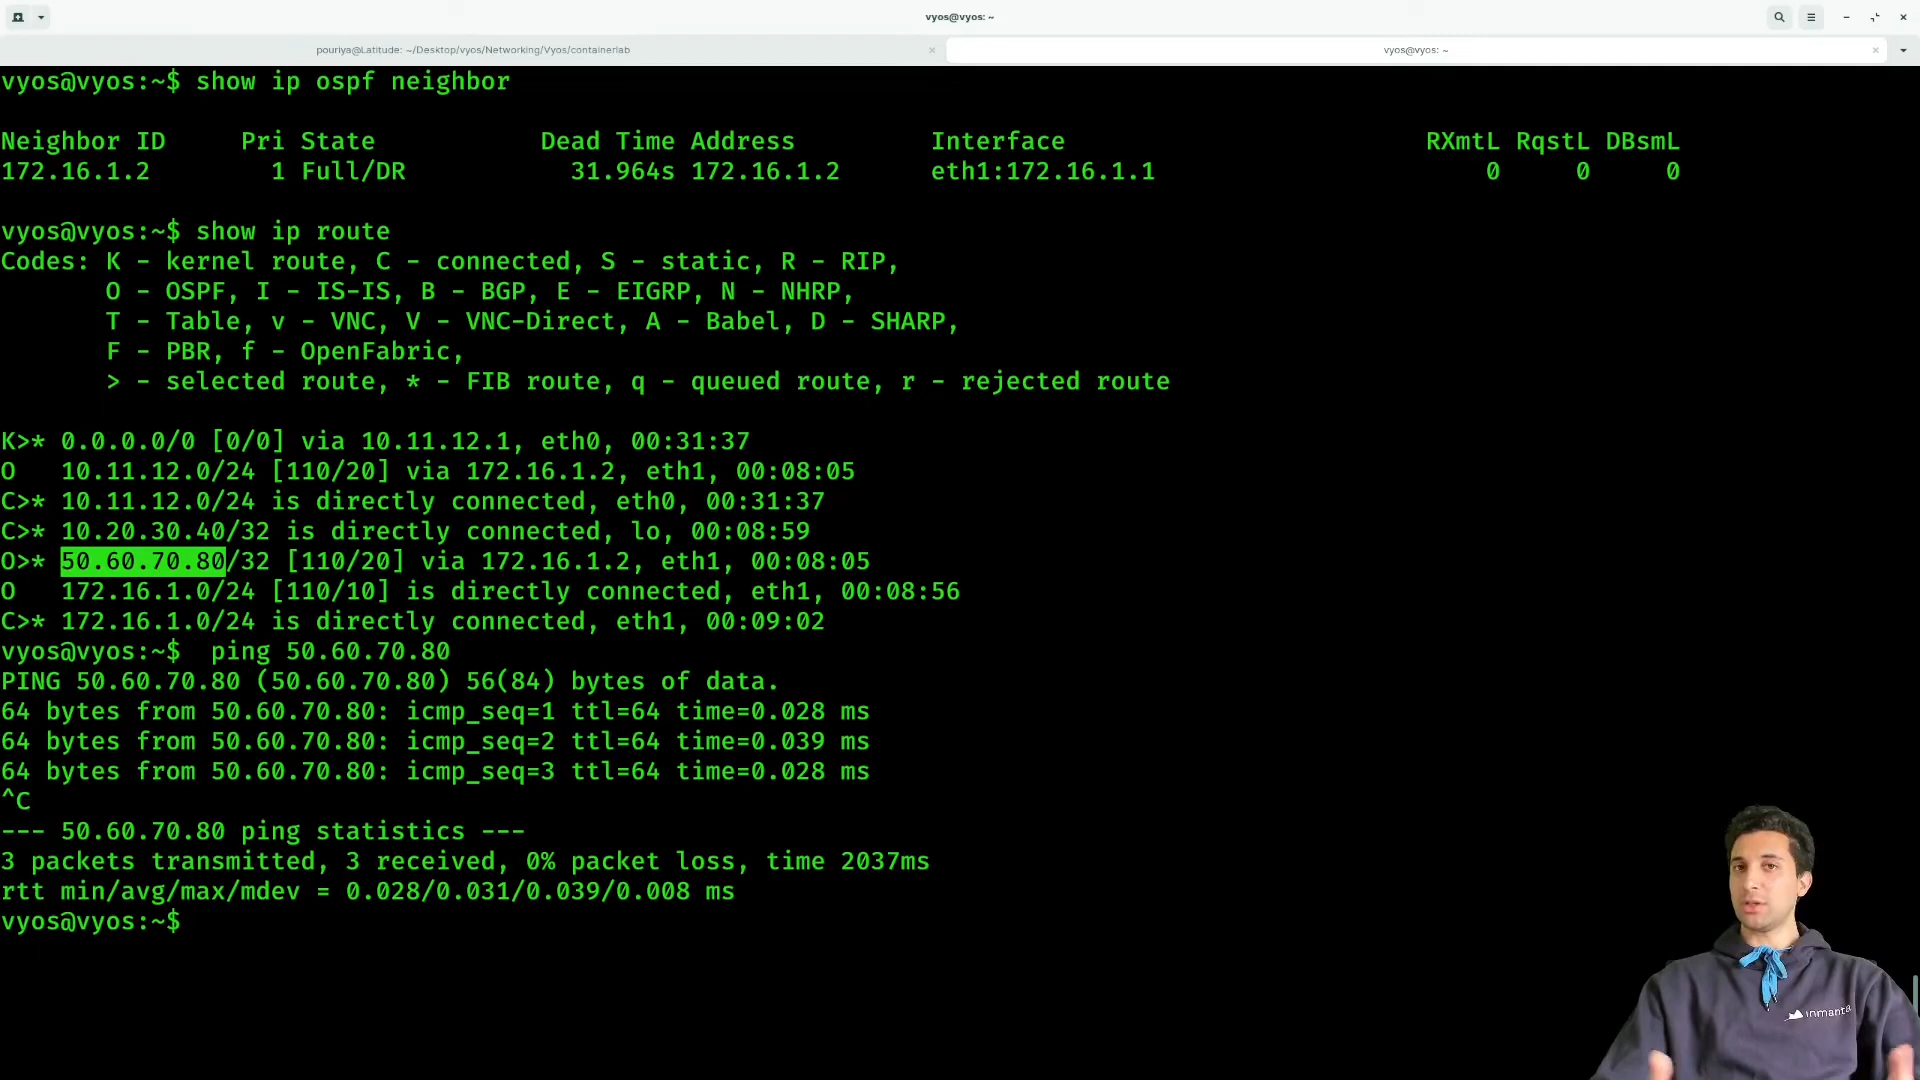 vyos@vyos: ~
pouriya@Latitude: ~/Desktop/vyos/Networking/Vyos/containerlab
vyos@vyos: ~
vyos@vyos:~$ show ip ospf neighbor
Neighbor ID     Pri State           Dead Time Address         Interface                        RXmtL RqstL DBsmL
172.16.1.2        1 Full/DR           31.964s 172.16.1.2      eth1:172.16.1.1                      0     0     0
vyos@vyos:~$ show ip route
Codes: K - kernel route, C - connected, S - static, R - RIP,
       O - OSPF, I - IS-IS, B - BGP, E - EIGRP, N - NHRP,
       T - Table, v - VNC, V - VNC-Direct, A - Babel, D - SHARP,
       F - PBR, f - OpenFabric,
       > - selected route, * - FIB route, q - queued route, r - rejected route
K>* 0.0.0.0/0 [0/0] via 10.11.12.1, eth0, 00:31:37
O   10.11.12.0/24 [110/20] via 172.16.1.2, eth1, 00:08:05
C>* 10.11.12.0/24 is directly connected, eth0, 00:31:37
C>* 10.20.30.40/32 is directly connected, lo, 00:08:59
O>* 50.60.70.80/32 [110/20] via 172.16.1.2, eth1, 00:08:05
O   172.16.1.0/24 [110/10] is directly connected, eth1, 00:08:56
C>* 172.16.1.0/24 is directly connected, eth1, 00:09:02
vyos@vyos:~$  ping 50.60.70.80
PING 50.60.70.80 (50.60.70.80) 56(84) bytes of data.
64 bytes from 50.60.70.80: icmp_seq=1 ttl=64 time=0.028 ms
64 bytes from 50.60.70.80: icmp_seq=2 ttl=64 time=0.039 ms
64 bytes from 50.60.70.80: icmp_seq=3 ttl=64 time=0.028 ms
^C
--- 50.60.70.80 ping statistics ---
3 packets transmitted, 3 received, 0% packet loss, time 2037ms
rtt min/avg/max/mdev = 0.028/0.031/0.039/0.008 ms
vyos@vyos:~$
inmanta